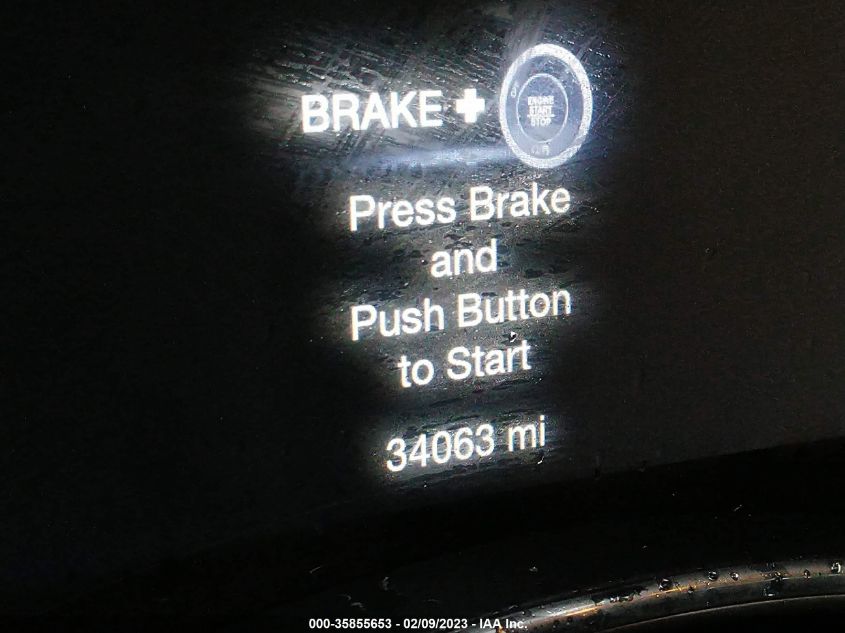 BRAKE +
ENGINE
START
STOP
Press Brake
and
Push Button
to Start
34063 mi
000-35855653 - 02/09/2023 - IAA Inc.